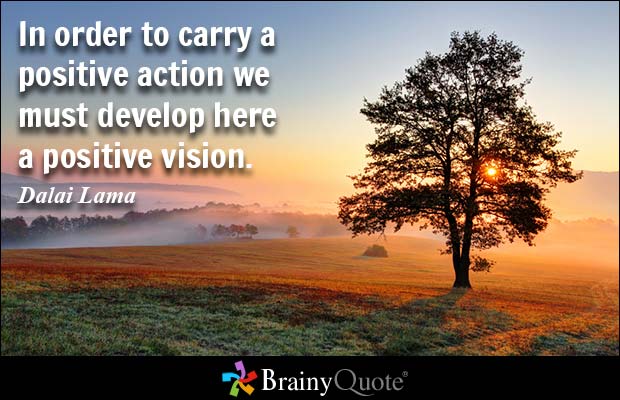 In order to carry a
positive action we
must develop here
a positive vision.
Dalai Lama
BrainyQuote®